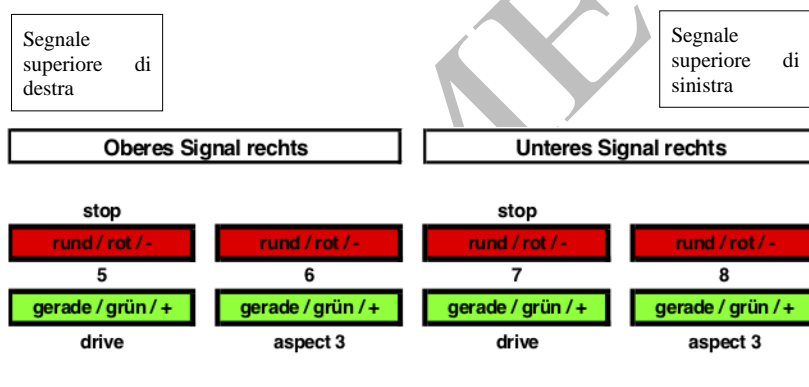 Segnale
superiore di
destra
Segnale
superiore di
sinistra
Oberes Signal rechts
Unteres Signal rechts
stop
stop
rund / rot / -
rund / rot / -
rund / rot / -
rund / rot / -
5
6
7
8
gerade / grün / +
gerade / grün / +
gerade / grün / +
gerade / grün / +
drive
aspect 3
drive
aspect 3